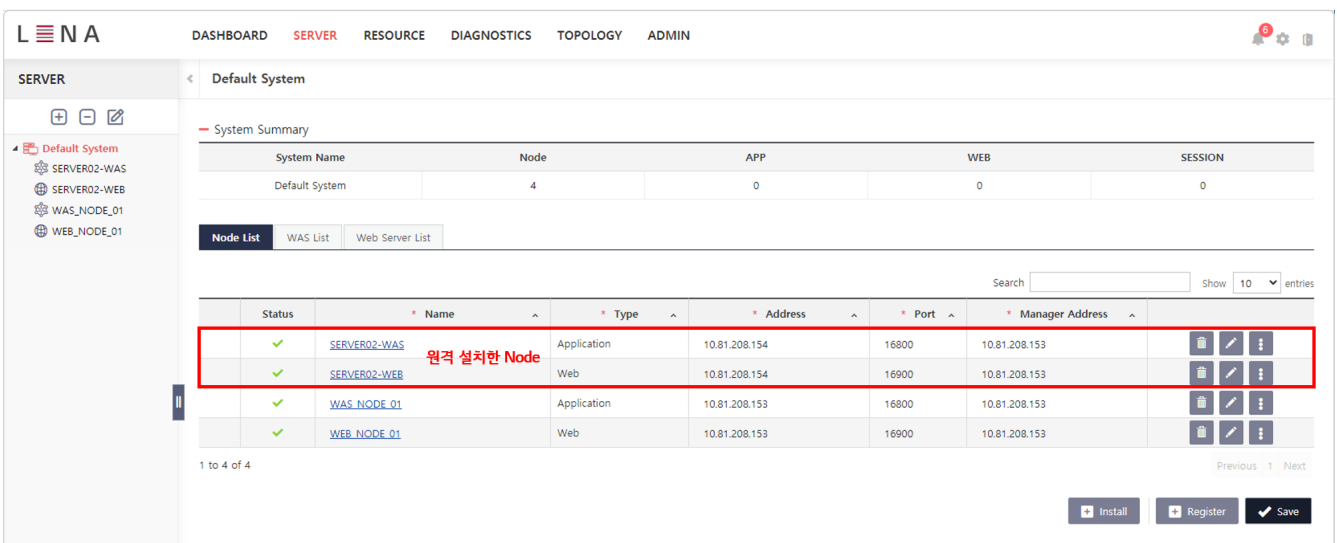 LENA DASHBOARD SERVER RESOURCE DIAGNOSTICS TOPOLOGY ADMIN 6
SERVER Default System
System Summary
Default System System Name Node APP WEB SESSION
SERVER02-WAS
SERVER02-WEB Default System 4 0 0 0
WAS_NODE_01
WEB_NODE_01 Node List WAS List Web Server List
Search Show 10 entries
Status * Name * Type * Address * Port * Manager Address
SERVER02-WAS Application 10.81.208.154 16800 10.81.208.153
원격 설치한 Node
SERVER02-WEB Web 10.81.208.154 16900 10.81.208.153
WAS_NODE_01 Application 10.81.208.153 16800 10.81.208.153
WEB_NODE_01 Web 10.81.208.153 16900 10.81.208.153
1 to 4 of 4 Previous 1 Next
Install Register Save